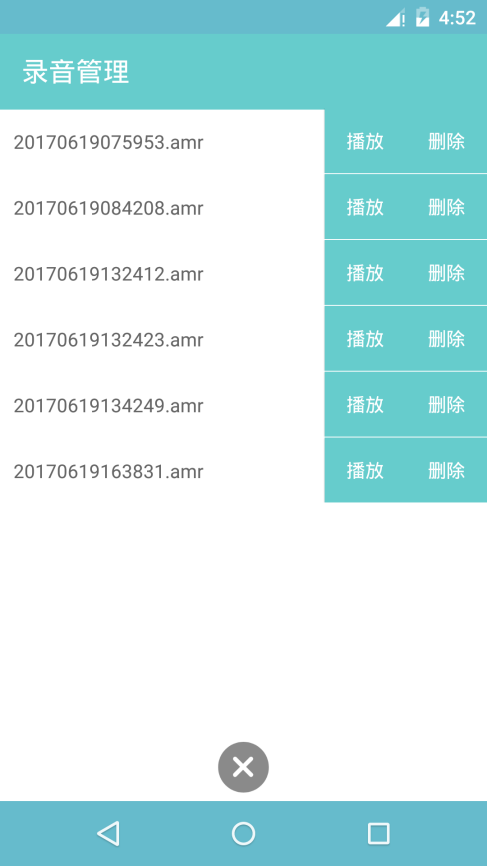 4:52
录音管理
20170619075953.amr 播放 删除
20170619084208.amr 播放 删除
20170619132412.amr 播放 删除
20170619132423.amr 播放 删除
20170619134249.amr 播放 删除
20170619163831.amr 播放 删除